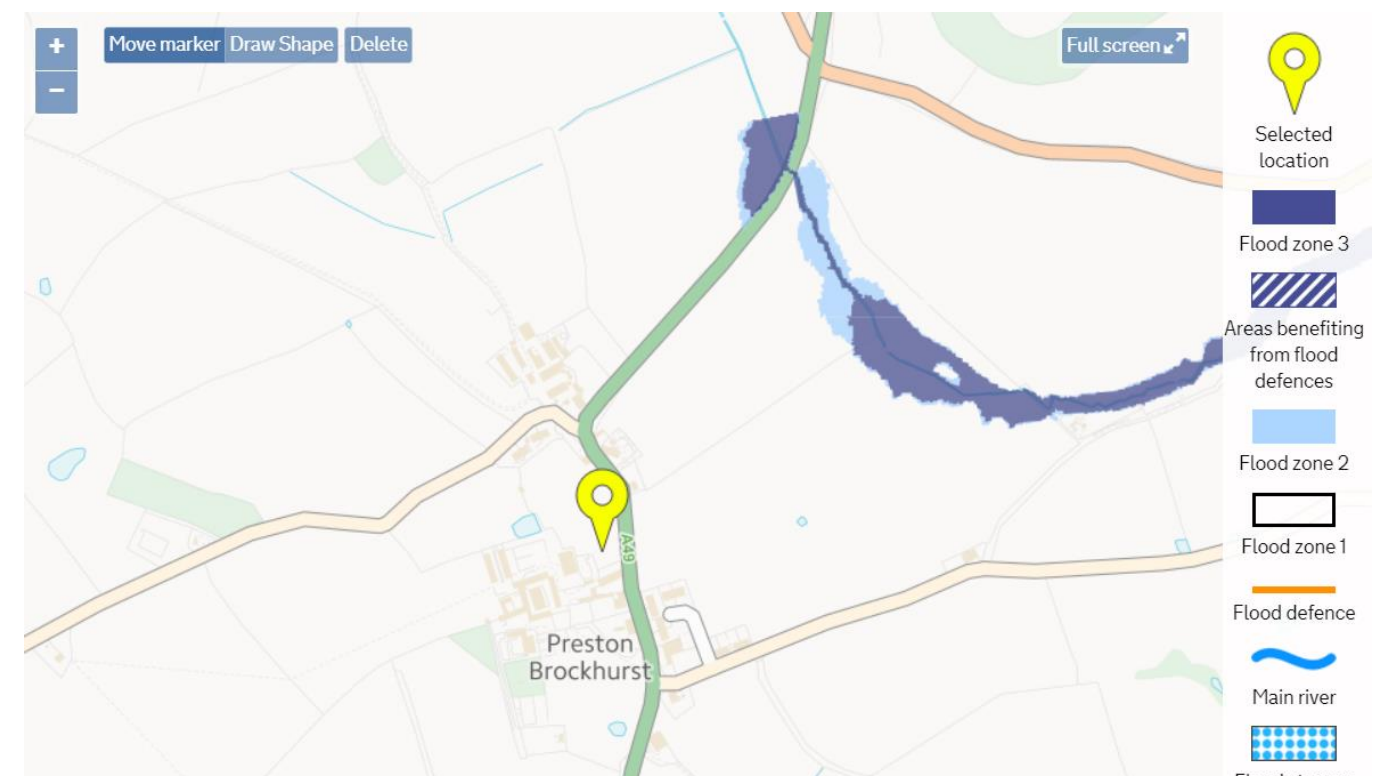 +
Move marker
Draw Shape
Delete
Full screen
−
Selected
location
Flood zone 3
Areas benefiting
from flood
defences
Flood zone 2
Flood zone 1
Flood defence
Main river
A49
Preston
Brockhurst